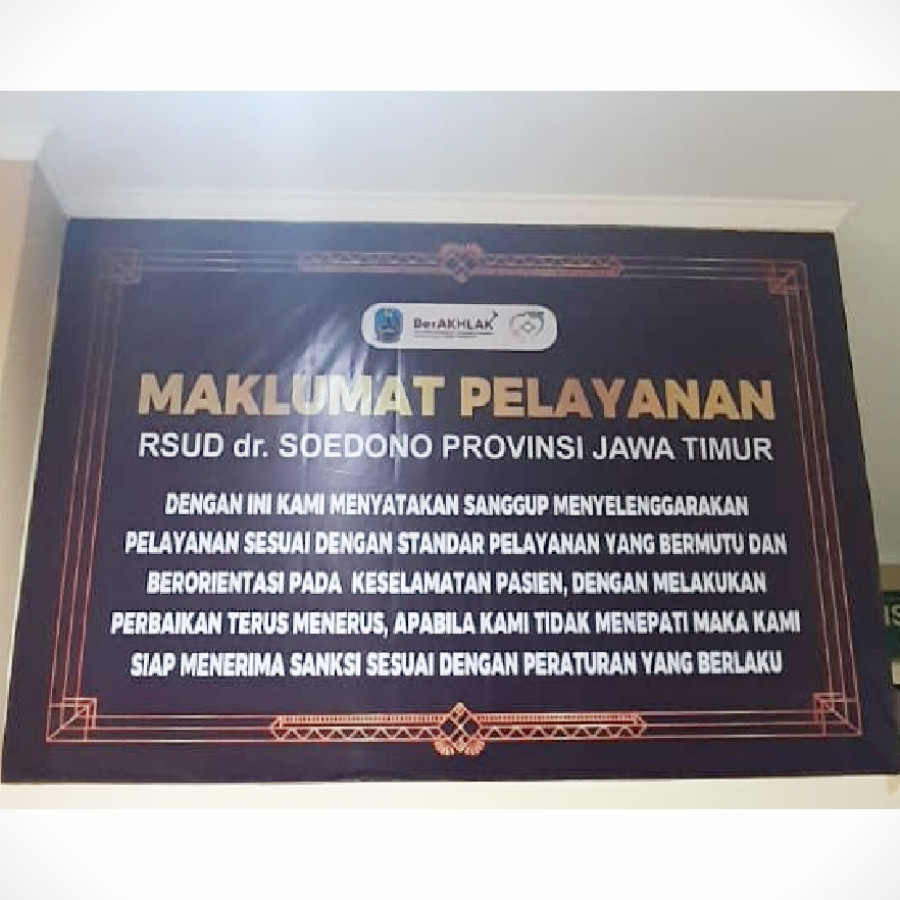 BerAKHLAK
MAKLUMAT PELAYANAN
RSUD dr. SOEDONO PROVINSI JAWA TIMUR
DENGAN INI KAMI MENYATAKAN SANGGUP MENYELENGGARAKAN
PELAYANAN SESUAI DENGAN STANDAR PELAYANAN YANG BERMUTU DAN
BERORIENTASI PADA KESELAMATAN PASIEN, DENGAN MELAKUKAN
PERBAIKAN TERUS MENERUS, APABILA KAMI TIDAK MENEPATI MAKA KAMI
SIAP MENERIMA SANKSI SESUAI DENGAN PERATURAN YANG BERLAKU